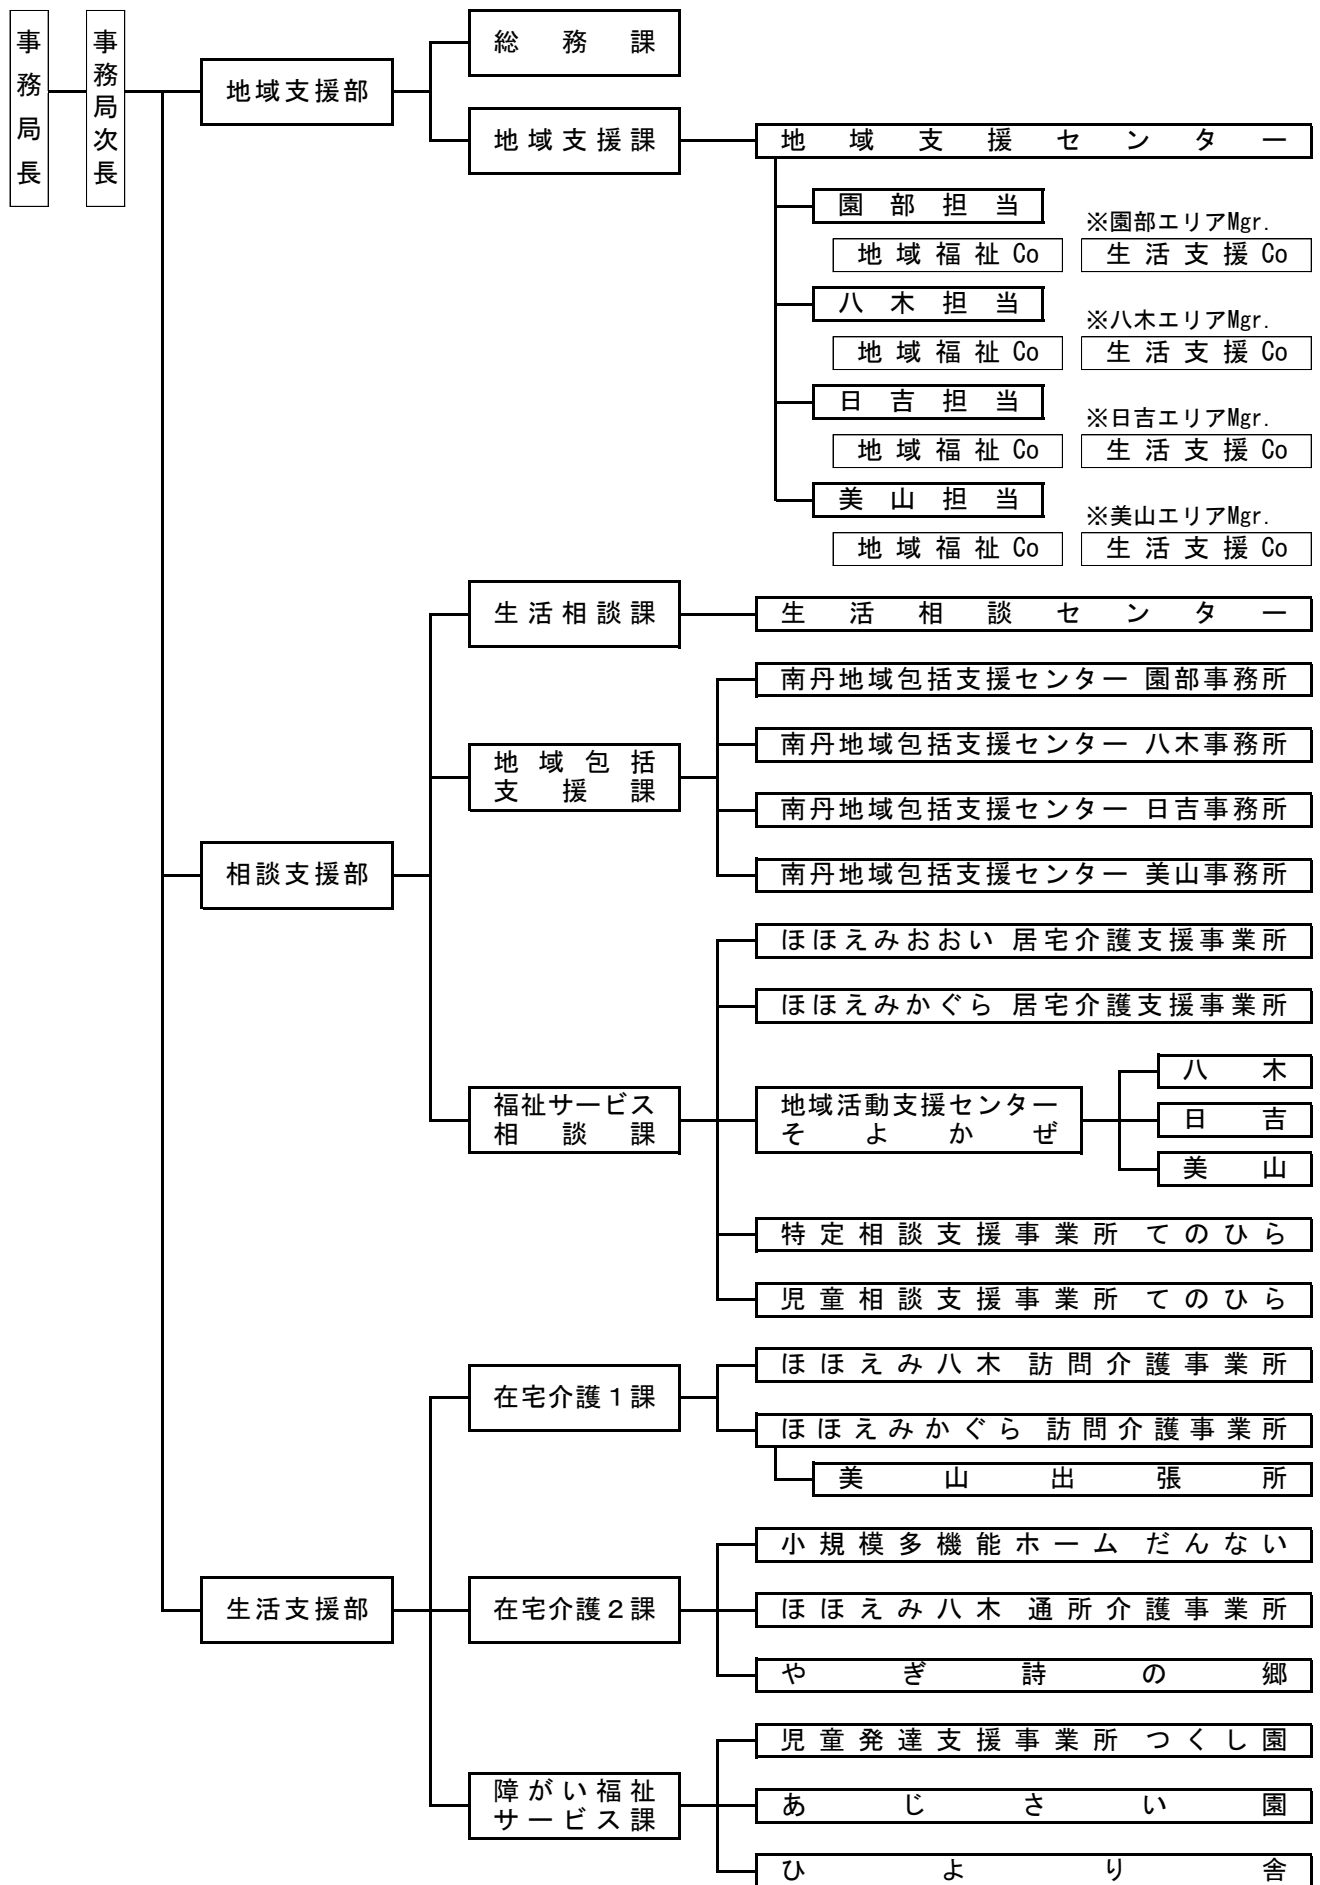 事務局長
事務局次長
地域支援部
総務課
地域支援課
地域支援センター
園部担当
※園部エリアMgr.
地域福祉Co
生活支援Co
八木担当
※八木エリアMgr.
地域福祉Co
生活支援Co
日吉担当
※日吉エリアMgr.
地域福祉Co
生活支援Co
美山担当
※美山エリアMgr.
地域福祉Co
生活支援Co
相談支援部
生活相談課
生活相談センター
地域包括
支援課
南丹地域包括支援センター 園部事務所
南丹地域包括支援センター 八木事務所
南丹地域包括支援センター 日吉事務所
南丹地域包括支援センター 美山事務所
福祉サービス
相談課
ほほえみおおい 居宅介護支援事業所
ほほえみかぐら 居宅介護支援事業所
地域活動支援センター
そよかぜ
八木
日吉
美山
特定相談支援事業所 てのひら
児童相談支援事業所 てのひら
生活支援部
在宅介護1課
ほほえみ八木 訪問介護事業所
ほほえみかぐら 訪問介護事業所
美山出張所
在宅介護2課
小規模多機能ホーム だんない
ほほえみ八木 通所介護事業所
やぎ詩の郷
障がい福祉
サービス課
児童発達支援事業所 つくし園
あじさい園
ひより舎